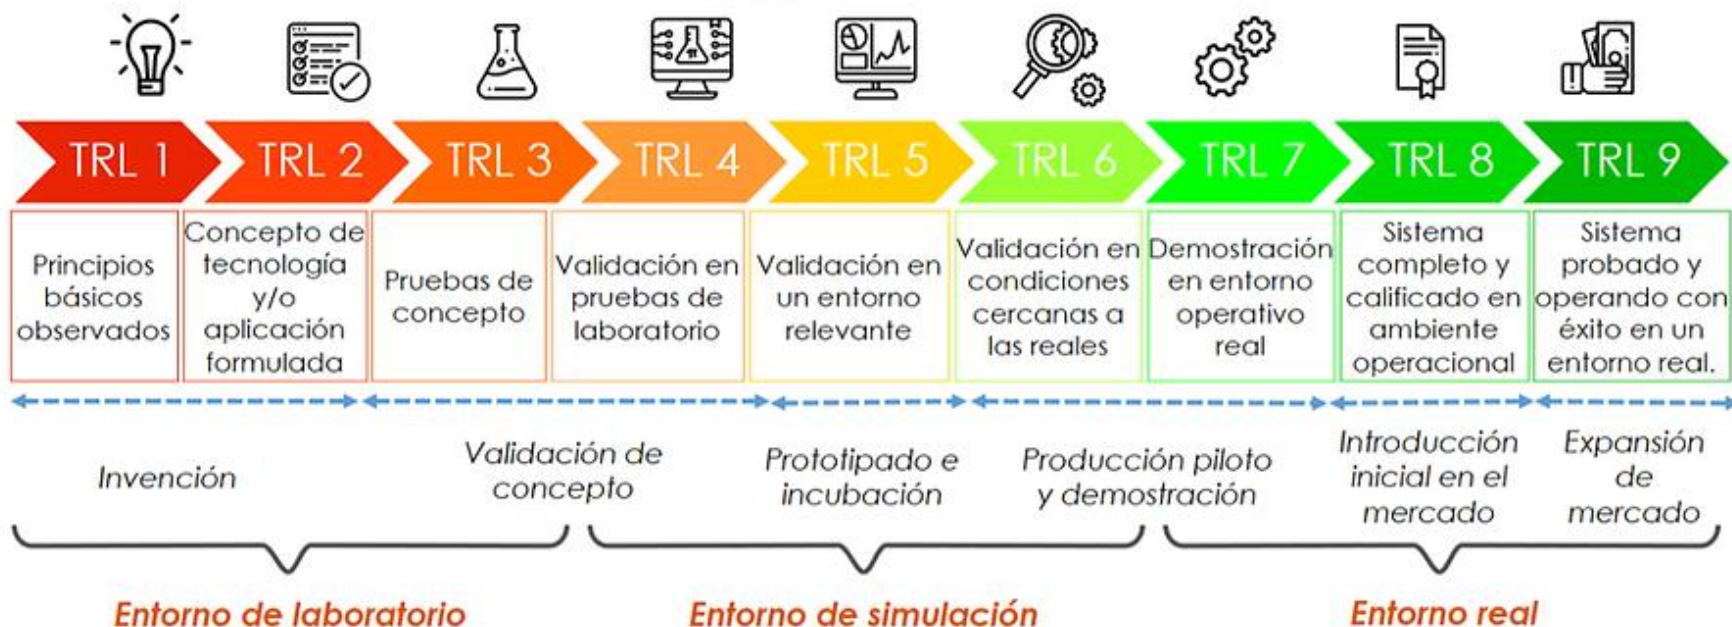 TRL 1
TRL 2
TRL 3
TRL 4
TRL 5
TRL 6
TRL 7
TRL 8
TRL 9
Principios
básicos
observados
Concepto de
tecnología
y/o
aplicación
formulada
Pruebas de
concepto
Validación en
pruebas de
laboratorio
Validación en
un entorno
relevante
Validación en
condiciones
cercanas a
las reales
Demostración
en entorno
operativo
real
Sistema
completo y
calificado en
ambiente
operacional
Sistema
probado y
operando con
éxito en un
entorno real.
Invención
Validación de
concepto
Prototipado e
incubación
Producción piloto
y demostración
Introducción
inicial en el
mercado
Expansión
de
mercado
Entorno de laboratorio
Entorno de simulación
Entorno real